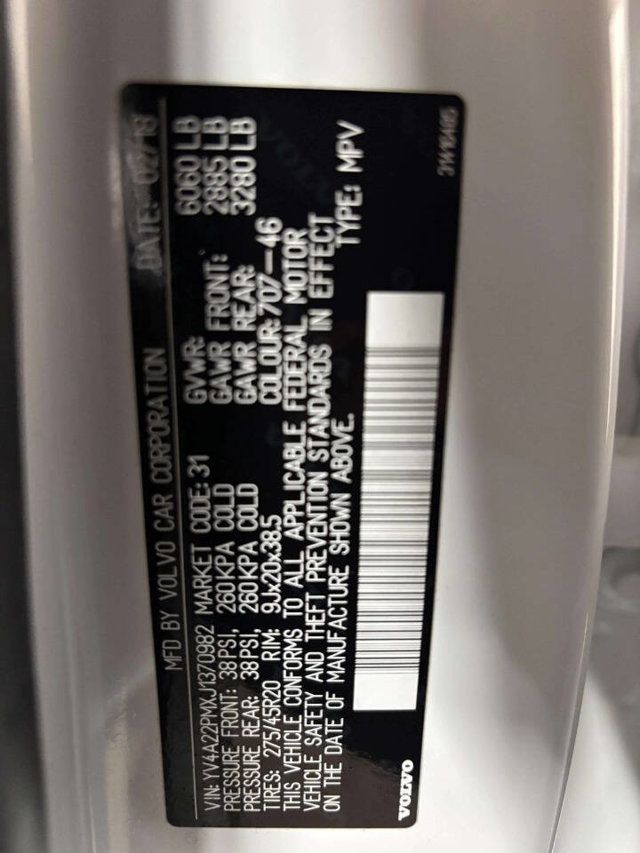 MFD BY VOLVO CAR CORPORATION DATE: 02/18
VIN: YV4A22PMXJ1370982 MARKET CODE: 31 GVWR: 6060 LB
PRESSURE FRONT: 38PSI, 260KPA COLD GAWR FRONT: 2885 LB
PRESSURE REAR: 38PSI, 260KPA COLD GAWR REAR: 3280 LB
TIRES: 275/45R20 RIM: 9Jx20x38.5 COLOUR: 707-46
THIS VEHICLE CONFORMS TO ALL APPLICABLE FEDERAL MOTOR
VEHICLE SAFETY AND THEFT PREVENTION STANDARDS IN EFFECT
ON THE DATE OF MANUFACTURE SHOWN ABOVE. TYPE: MPV
VOLVO